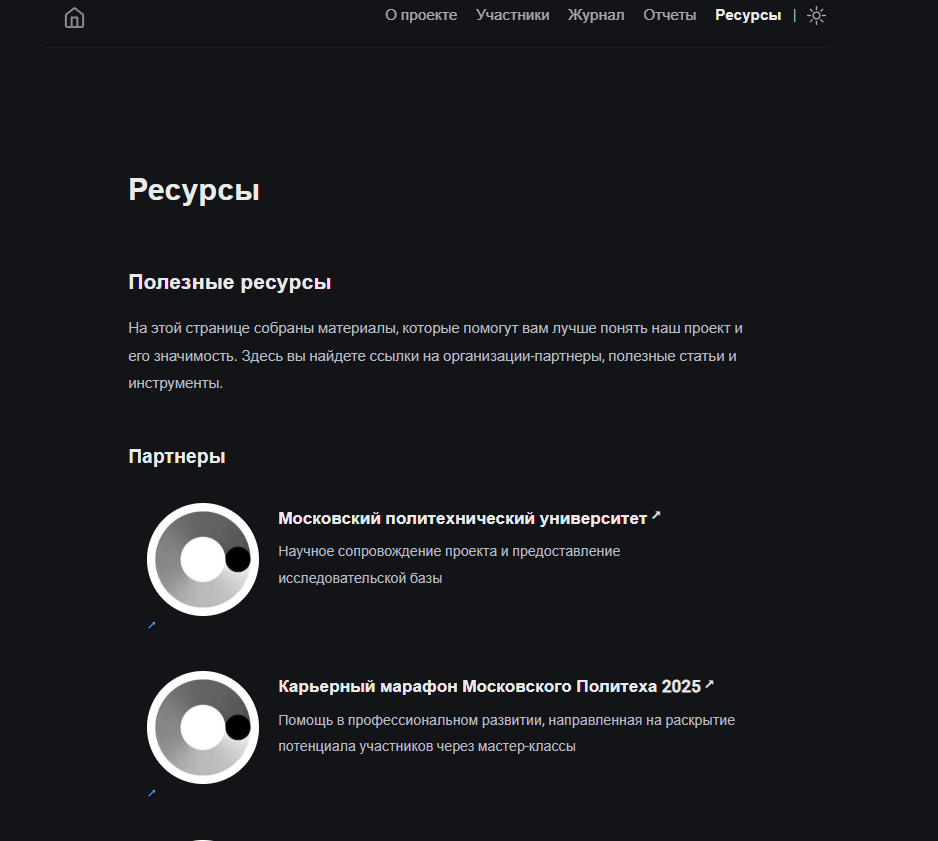 О проекте Участники Журнал Отчеты Ресурсы |
Ресурсы
Полезные ресурсы
На этой странице собраны материалы, которые помогут вам лучше понять наш проект и
его значимость. Здесь вы найдете ссылки на организации-партнеры, полезные статьи и
инструменты.
Партнеры
Московский политехнический университет ↗
Научное сопровождение проекта и предоставление
исследовательской базы
↗
Карьерный марафон Московского Политеха 2025 ↗
Помощь в профессиональном развитии, направленная на раскрытие
потенциала участников через мастер-классы
↗